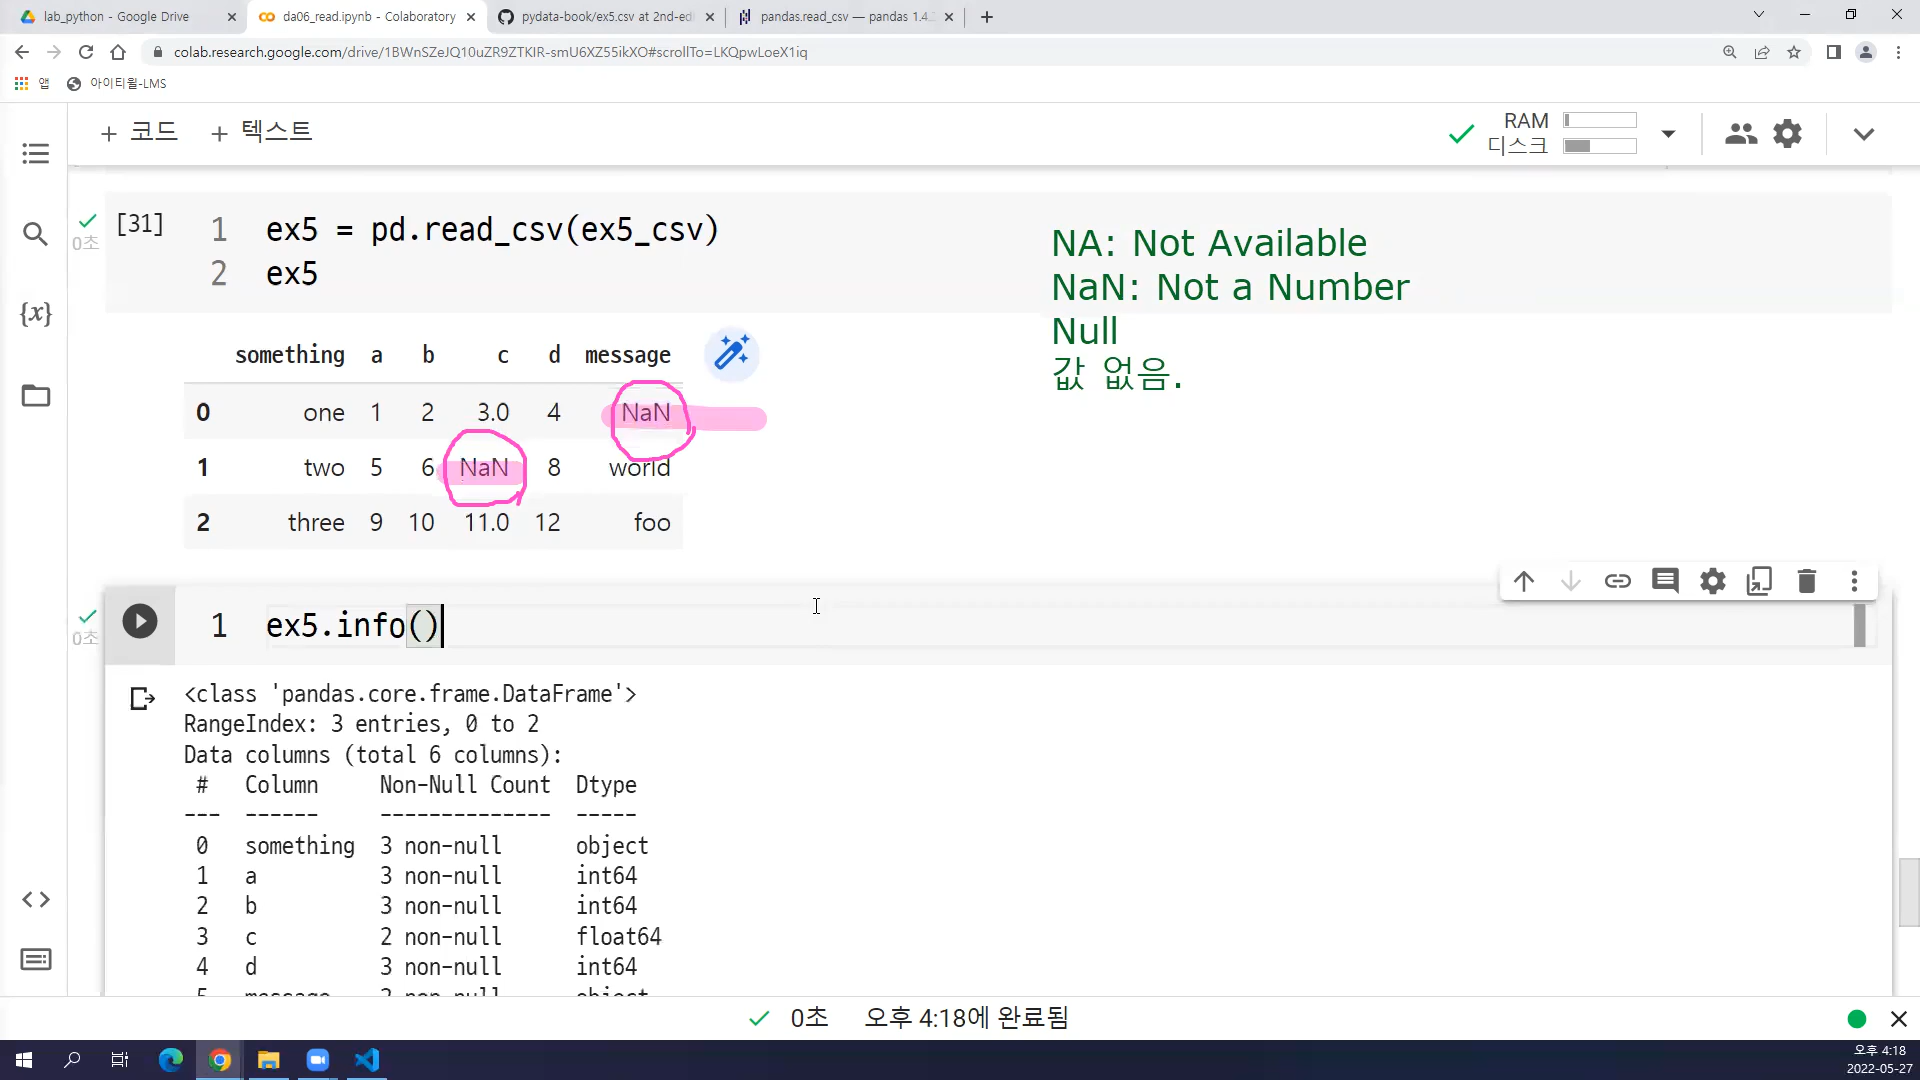 lab_python - Google Drive
da06_read.ipynb - Colaboratory
pydata-book/ex5.csv at 2nd-edi
pandas.read_csv — pandas 1.4.
colab.research.google.com/drive/1BWnSZeJQ10uZR9ZTKIR-smU6XZ55ikXO#scrollTo=LKQpwLoeX1iq
앱 아이티윌-LMS
+ 코드 + 텍스트
RAM
디스크
{x}
0초
[31]
1 ex5 = pd.read_csv(ex5_csv)
2 ex5
NA: Not Available
NaN: Not a Number
Null
값 없음.
something a b c d message
0 one 1 2 3.0 4 NaN
1 two 5 6 NaN 8 world
2 three 9 10 11.0 12 foo
0초
1 ex5.info()
<class 'pandas.core.frame.DataFrame'>
RangeIndex: 3 entries, 0 to 2
Data columns (total 6 columns):
# Column Non-Null Count Dtype
--- ------ -------------- -----
0 something 3 non-null object
1 a 3 non-null int64
2 b 3 non-null int64
3 c 2 non-null float64
4 d 3 non-null int64
5 message 2 non-null object
0초 오후 4:18에 완료됨
오후 4:18
2022-05-27